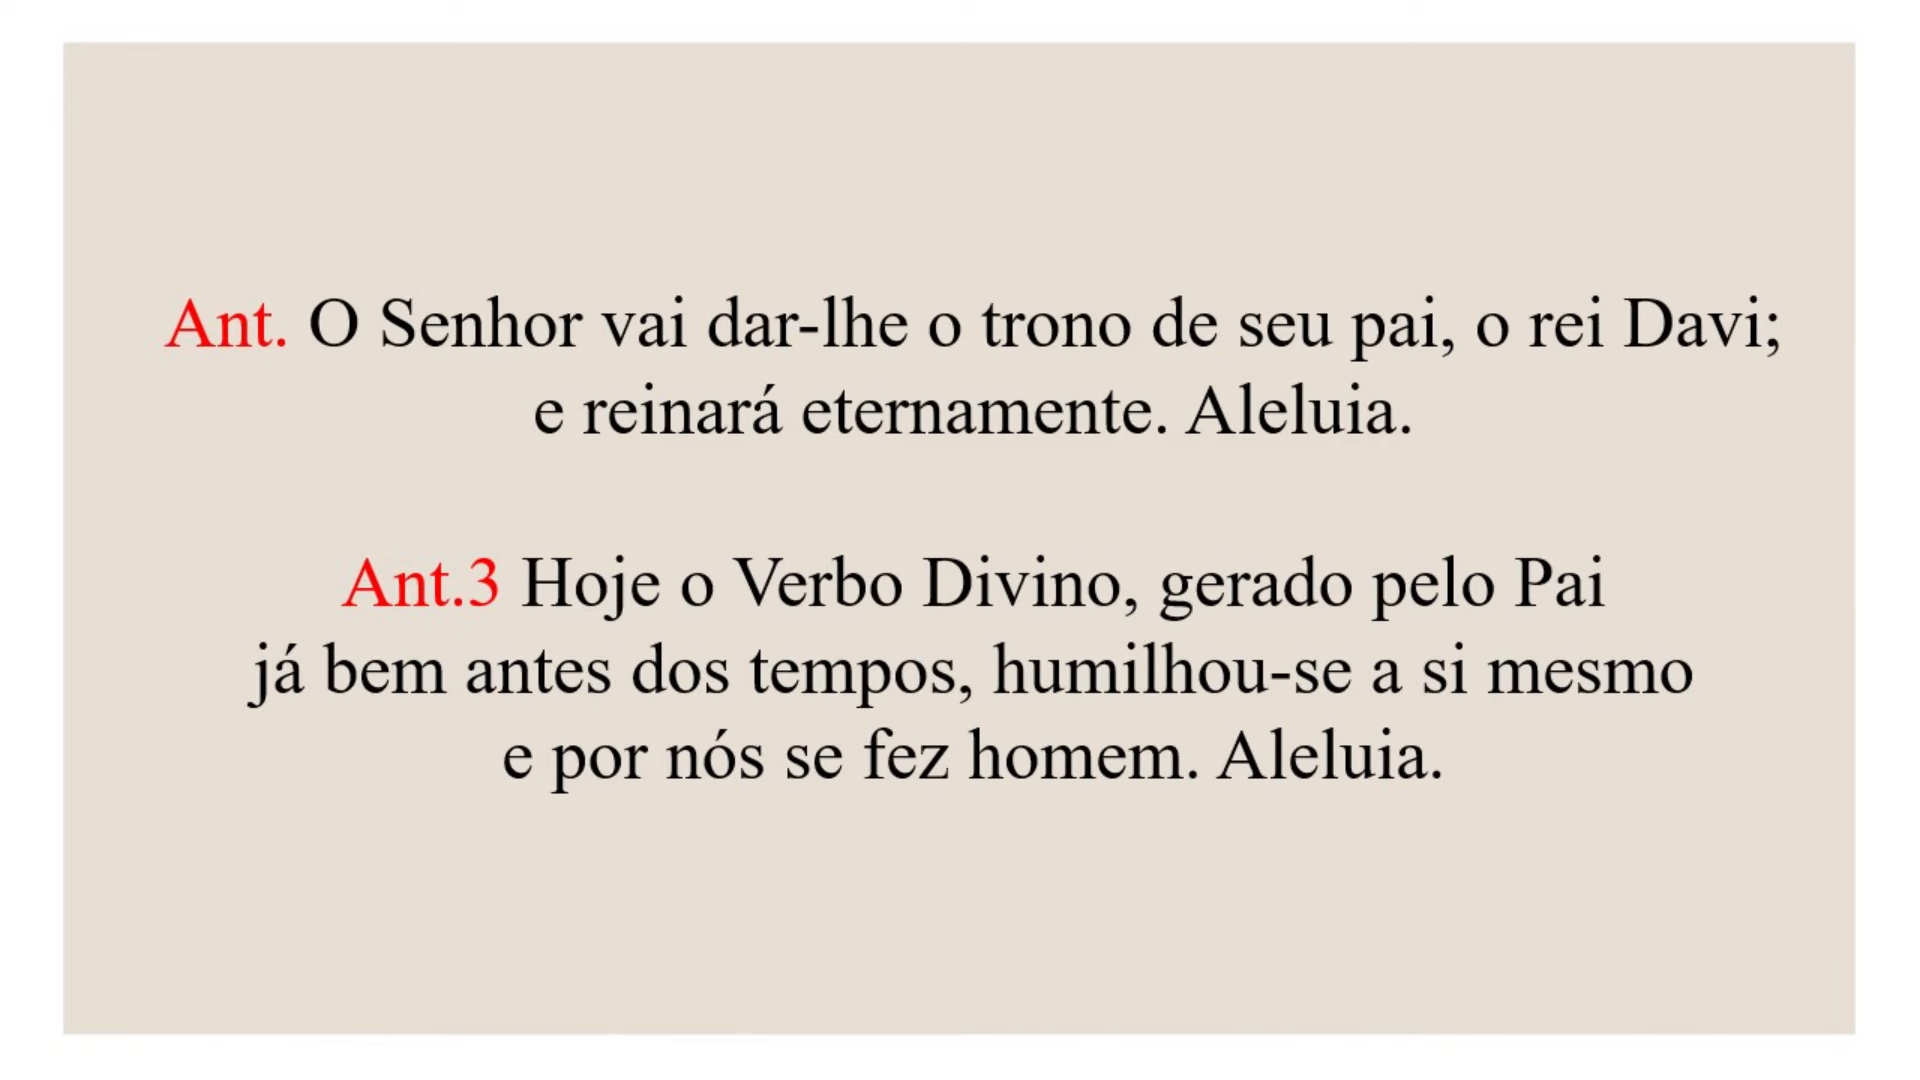 Ant. O Senhor vai dar-lhe o trono de seu pai, o rei Davi;
e reinará eternamente. Aleluia.
Ant.3 Hoje o Verbo Divino, gerado pelo Pai
já bem antes dos tempos, humilhou-se a si mesmo
e por nós se fez homem. Aleluia.